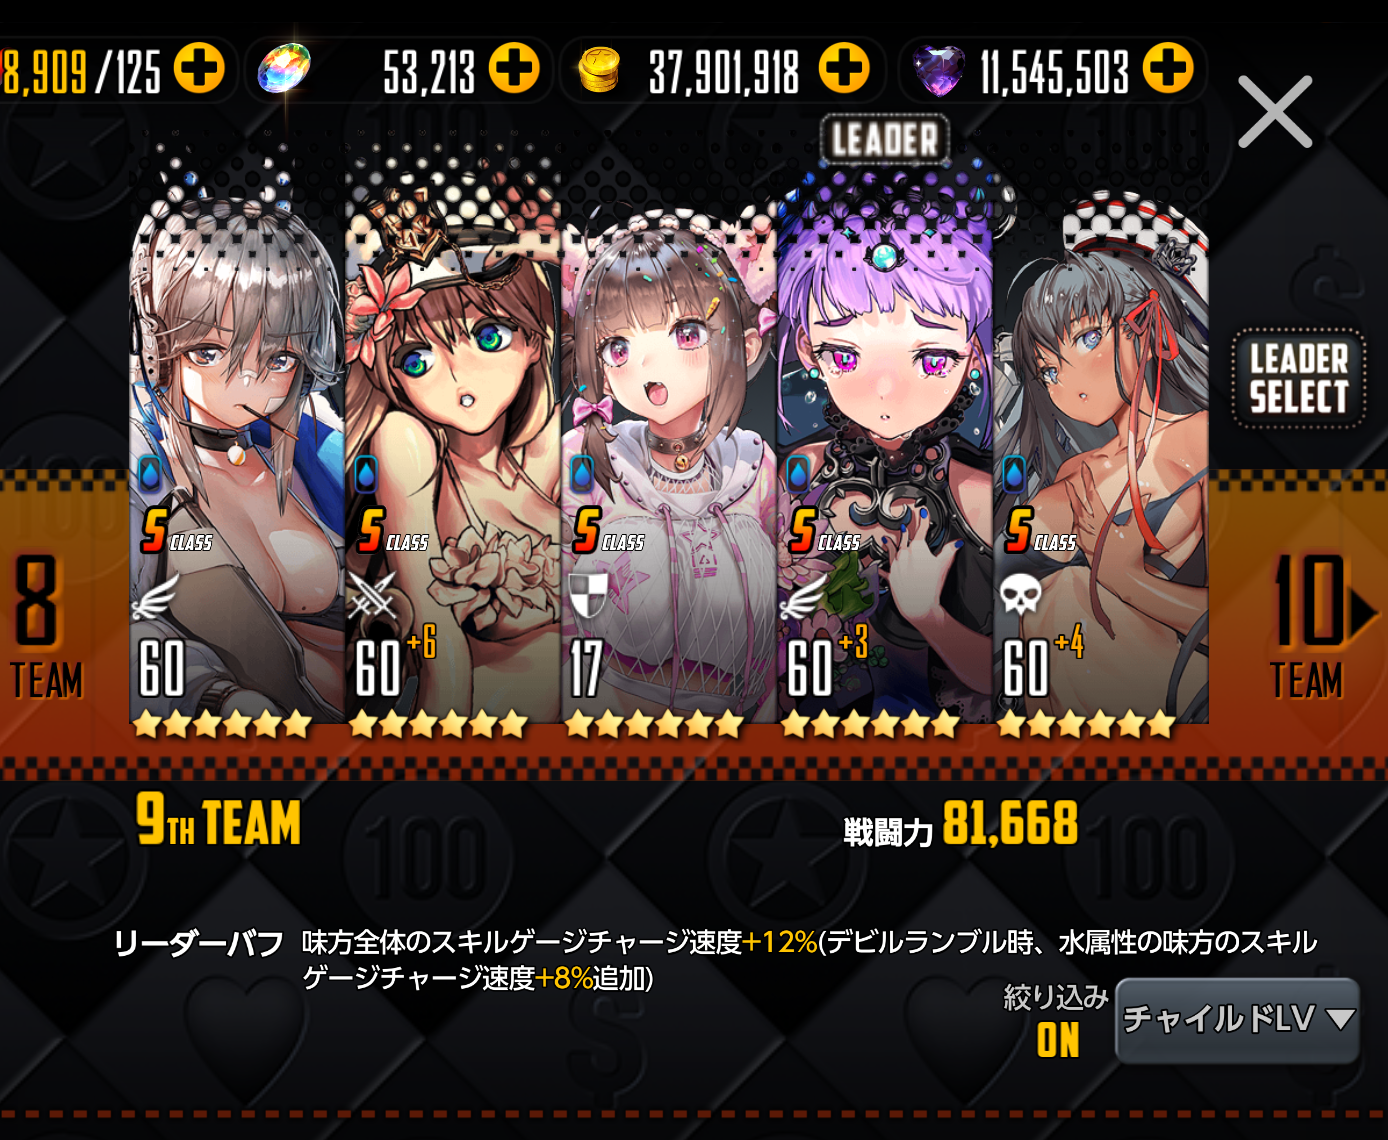 8,909/125 53,213 37,901,918 11,545,503
LEADER
LEADER
SELECT
S CLASS S CLASS S CLASS S CLASS S CLASS
60 60 +6 17 60 +3 60 +4
8
TEAM
10
TEAM
9TH TEAM 戦闘力 81,668
リーダーバフ 味方全体のスキルゲージチャージ速度+12%(デビルランブル時、水属性の味方のスキル
ゲージチャージ速度+8%追加)
絞り込み
ON
チャイルドLV ▼
100 100